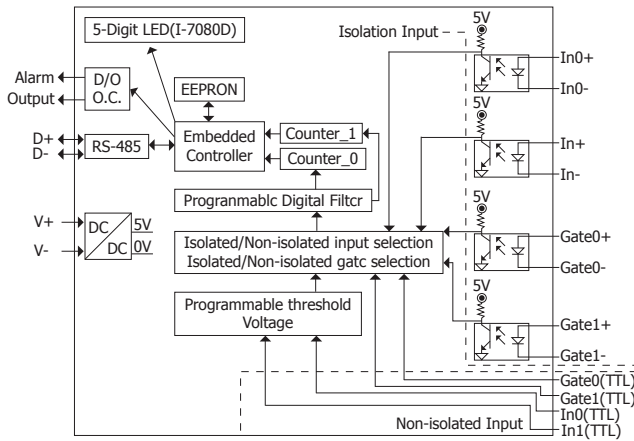 5-Digit LED(I-7080D)
Isolation Input
5V
In0+
In0-
Alarm
Output
D/O
O.C.
EEPRON
5V
In+
In-
D+
D-
RS-485
Embedded
Controller
Counter_1
Counter_0
Progranmablc Digital Filtcr
5V
Gate0+
Gate0-
V+
V-
DC
DC
5V
0V
Isolated/Non-isolated input selection
Isolated/Non-isolated gatc selection
5V
Gate1+
Gate1-
Programmable threshold
Voltage
Gate0(TTL)
Gate1(TTL)
In0(TTL)
In1(TTL)
Non-isolated Input